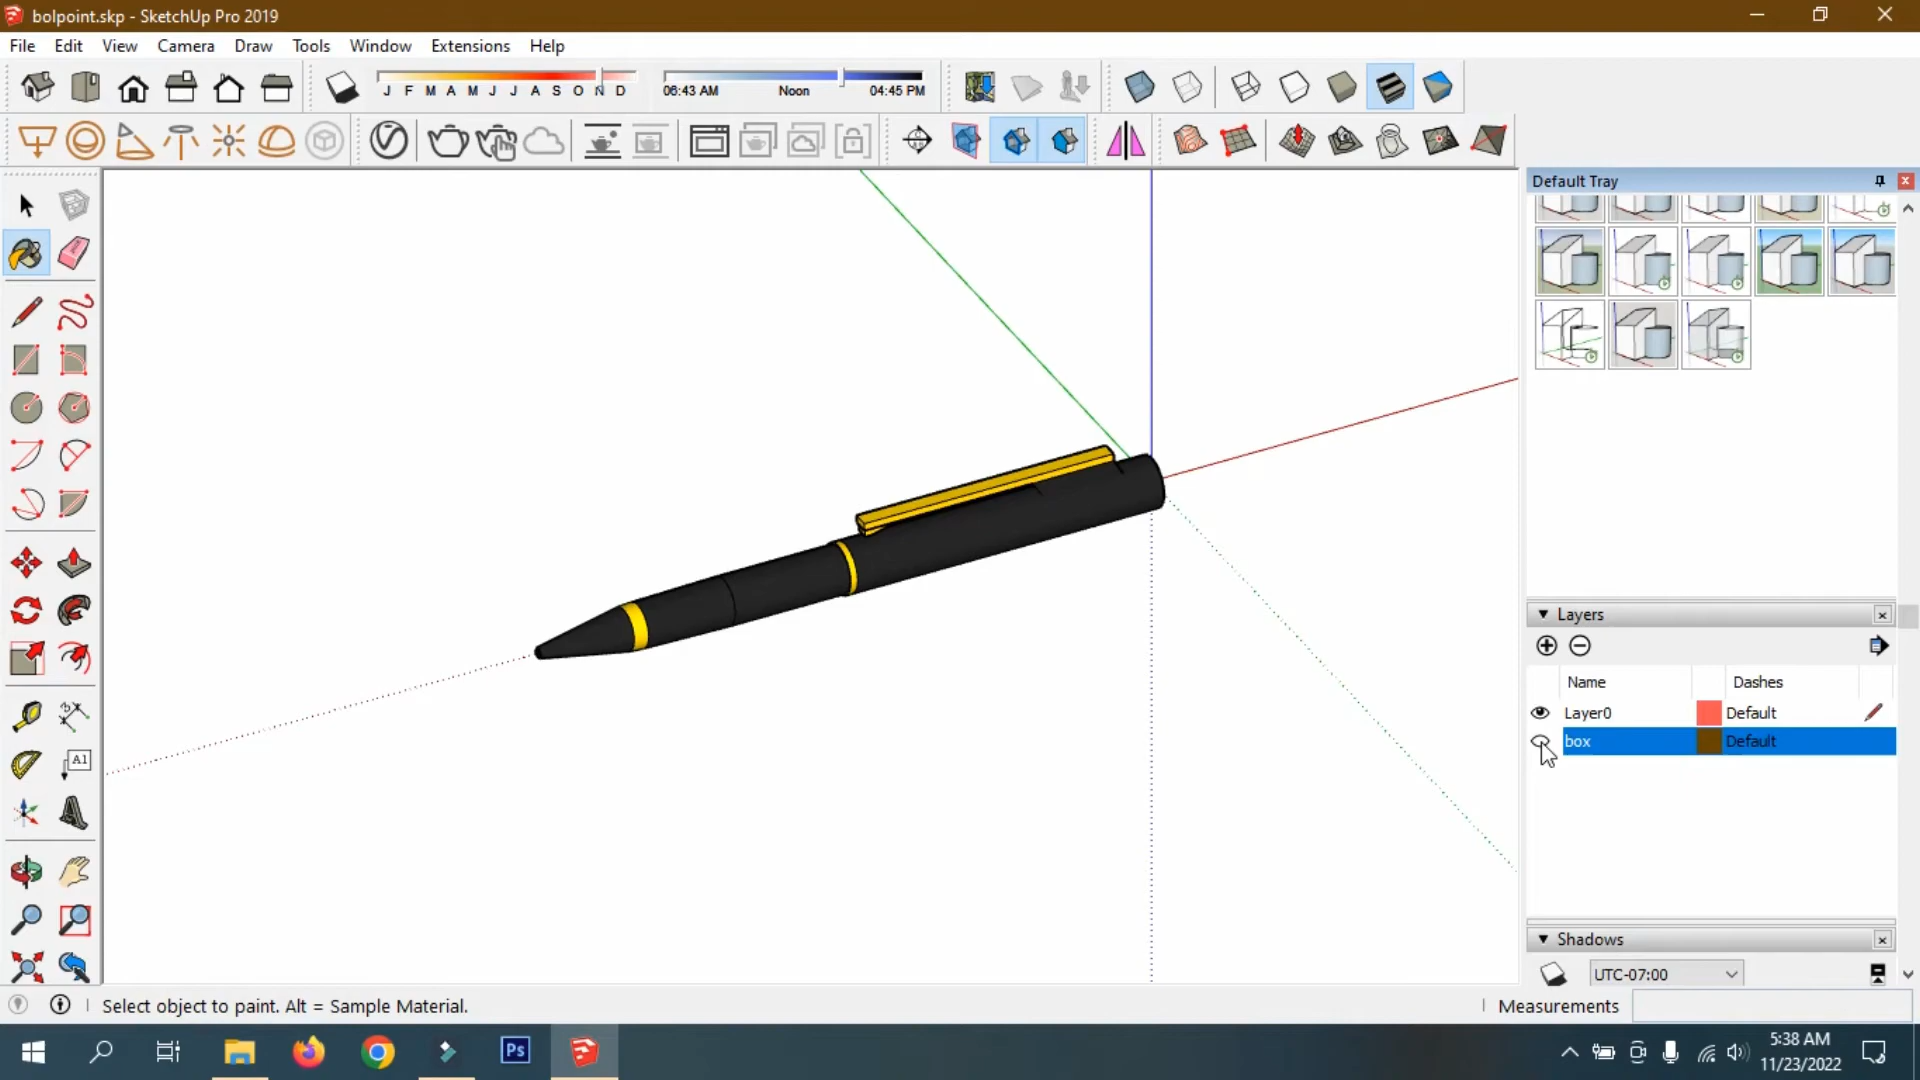 bolpoint.skp - SketchUp Pro 2019
File Edit View Camera Draw Tools Window Extensions Help
J F M A M J J A S O N D
06:43 AM Noon 04:45 PM
Default Tray
Layers
Name Dashes
Layer0 Default
box Default
A1
Shadows
UTC-07:00
Select object to paint. Alt = Sample Material.
Measurements
Ps
5:38 AM
11/23/2022